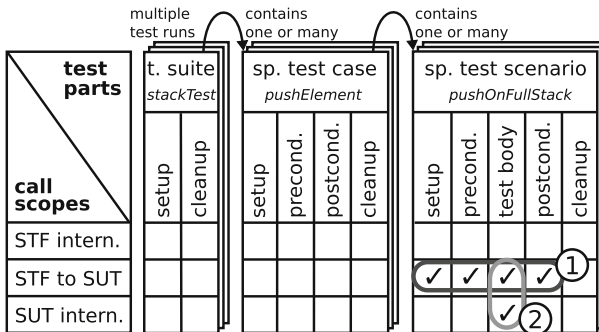 multiple
test runs
contains
one or many
contains
one or many
test
parts
call
scopes
t. suite
stackTest
setup
cleanup
sp. test case
pushElement
setup
precond.
postcond.
cleanup
sp. test scenario
pushOnFullStack
setup
precond.
test body
postcond.
cleanup
STF intern.
STF to SUT
✓ ✓ ✓ ✓ 1
SUT intern.
✓ 2